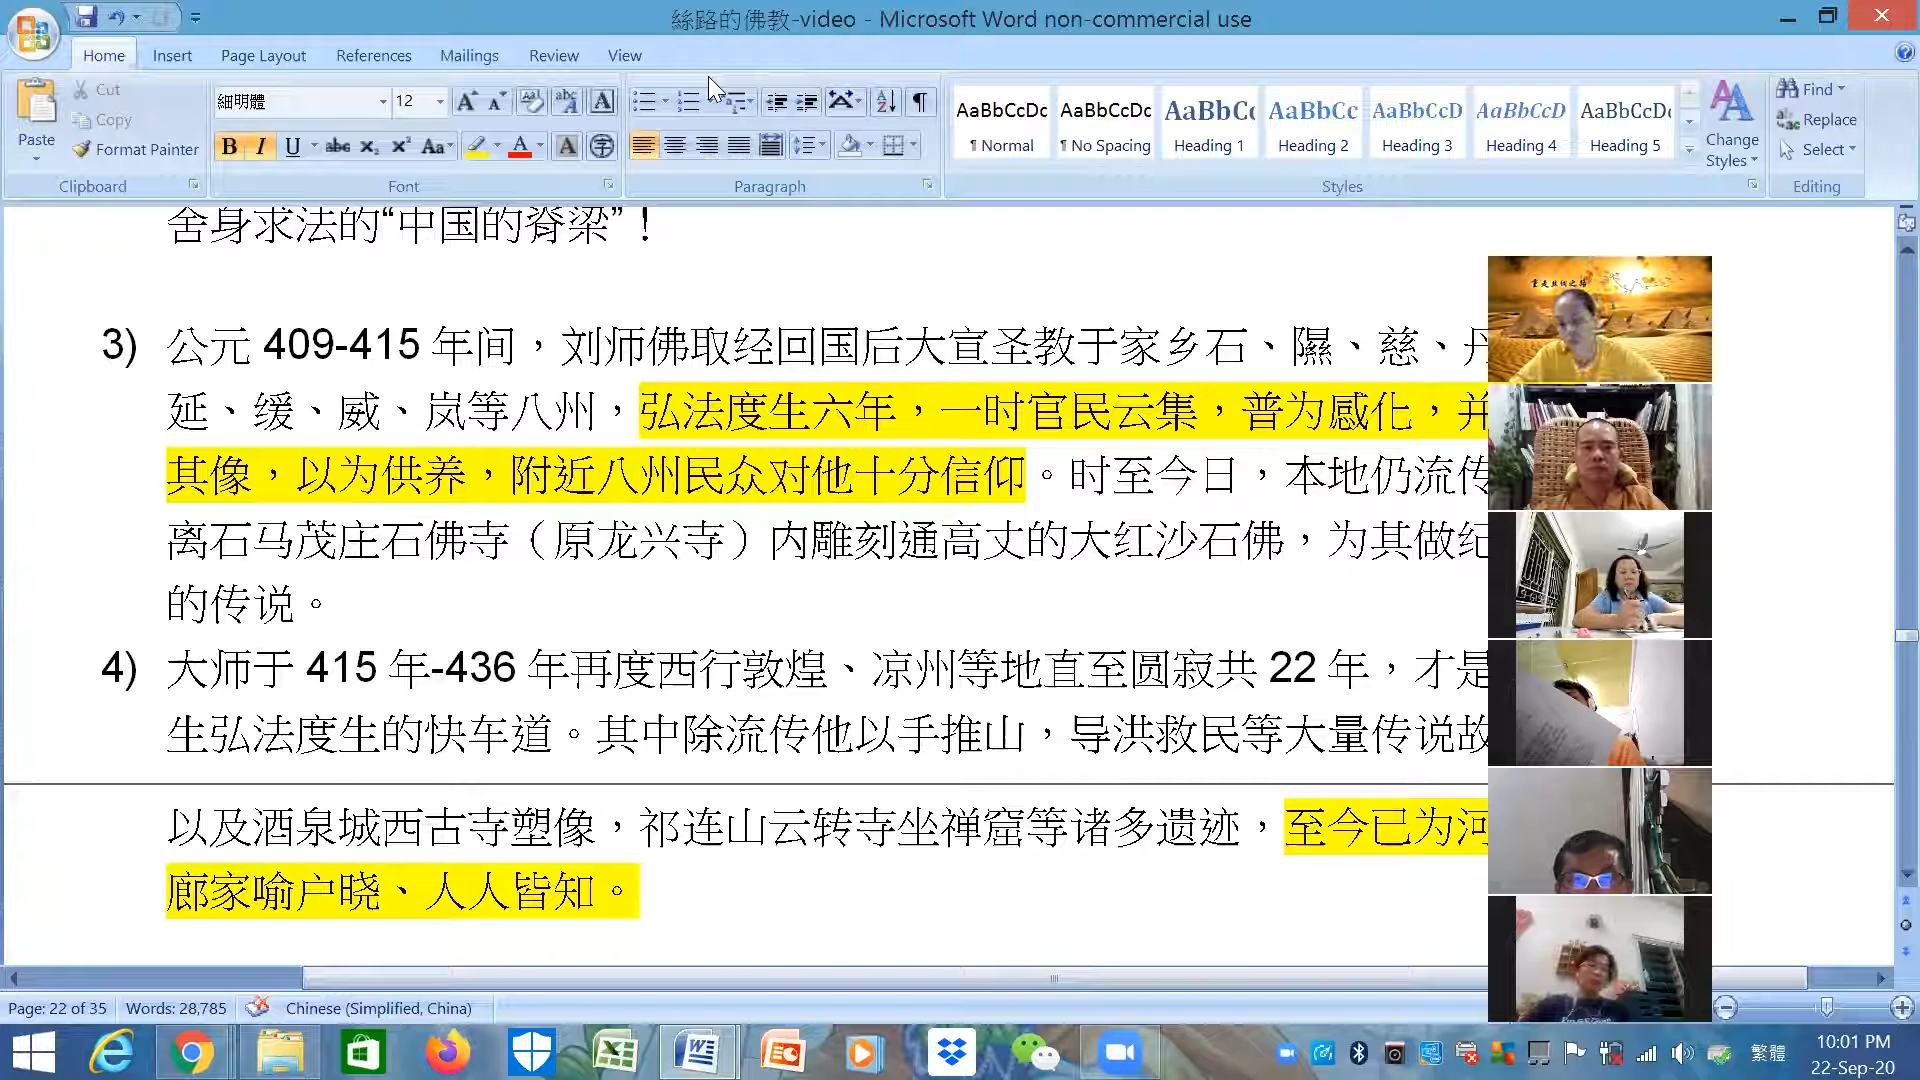 絲路的佛教-video - Microsoft Word non-commercial use
Home Insert Page Layout References Mailings Review View
Paste
Cut
Copy
Format Painter
Clipboard
細明體 12
Font
Paragraph
AaBbCcDc AaBbCcDc AaBbCc AaBbCc AaBbCcD AaBbCcD AaBbCcDc
¶ Normal ¶ No Spacing Heading 1 Heading 2 Heading 3 Heading 4 Heading 5
Change Styles
Styles
Find
Replace
Select
Editing
舍身求法的“中国的脊梁”！
3) 公元 409-415 年间，刘师佛取经回国后大宣圣教于家乡石、隰、慈、丹
延、缓、威、岚等八州，弘法度生六年，一时官民云集，普为感化，并
其像，以为供养，附近八州民众对他十分信仰。时至今日，本地仍流传
离石马茂庄石佛寺（原龙兴寺）内雕刻通高丈的大红沙石佛，为其做纪
的传说。
4) 大师于 415 年-436 年再度西行敦煌、凉州等地直至圆寂共 22 年，才是
生弘法度生的快车道。其中除流传他以手推山，导洪救民等大量传说故
以及酒泉城西古寺塑像，祁连山云转寺坐禅窟等诸多遗迹，至今已为河
廊家喻户晓、人人皆知。
重走丝绸之路
Page: 22 of 35 Words: 28,785 Chinese (Simplified, China)
繁體
10:01 PM
22-Sep-20